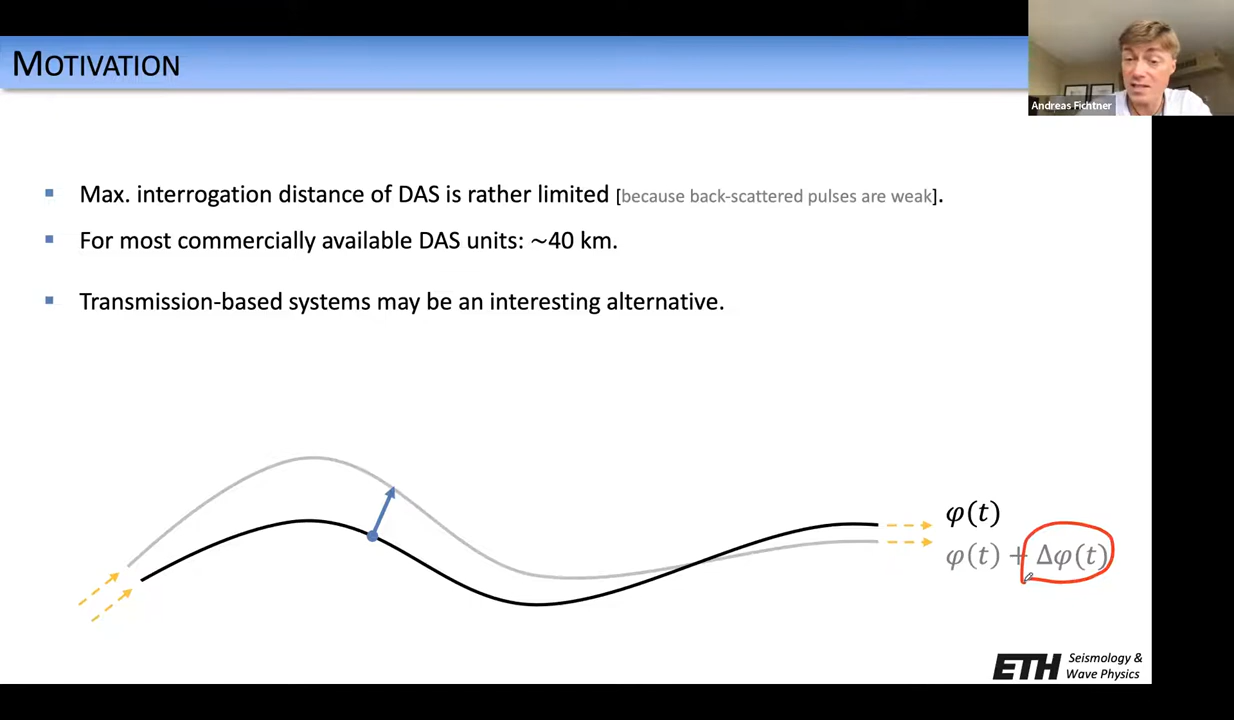 MOTIVATION
Andreas Fichtner
▪ Max. interrogation distance of DAS is rather limited [because back-scattered pulses are weak].
▪ For most commercially available DAS units: ~40 km.
▪ Transmission-based systems may be an interesting alternative.
φ(t)
φ(t) + Δφ(t)
ETH Seismology &
Wave Physics